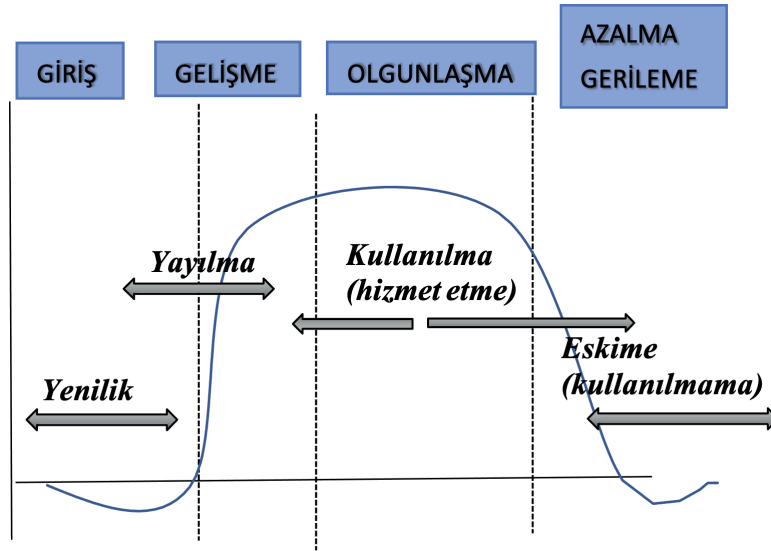 GİRİŞ
GELİŞME
OLGUNLAŞMA
AZALMA
GERİLEME
Yayılma
Kullanılma
(hizmet etme)
Eskime
(kullanılmama)
Yenilik